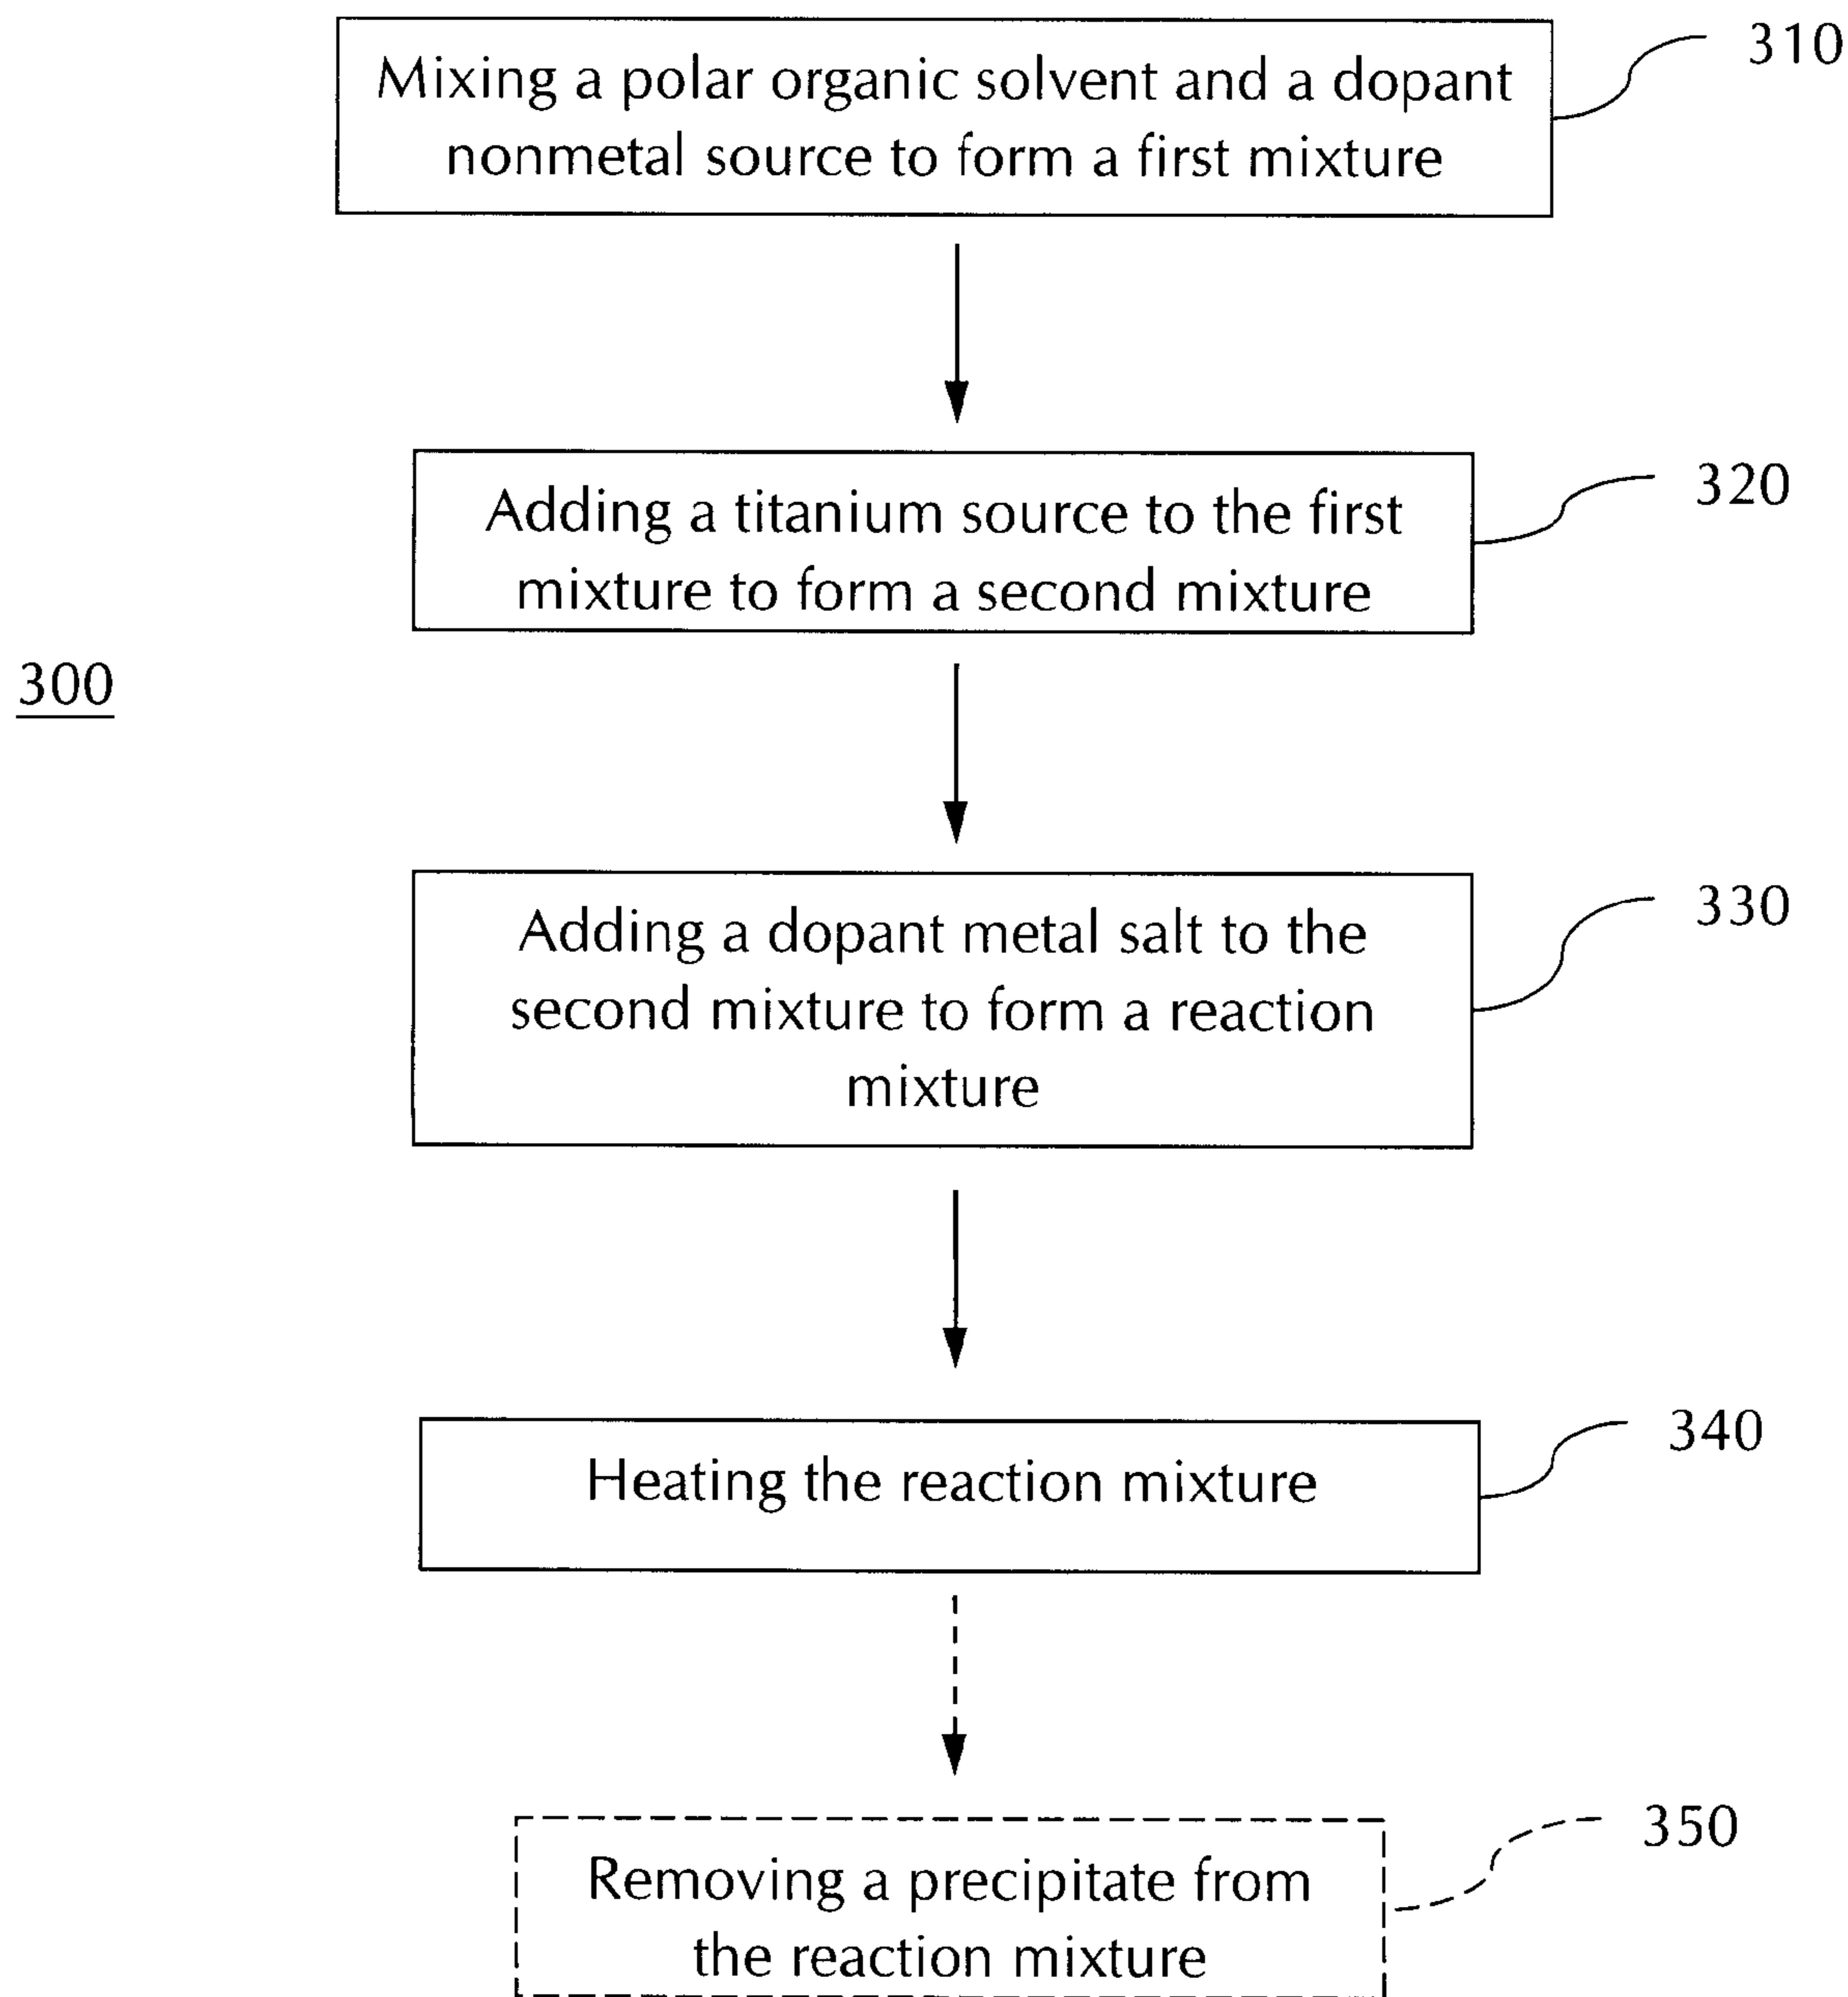 Mixing a polar organic solvent and a dopant
nonmetal source to form a first mixture
310
Adding a titanium source to the first
mixture to form a second mixture
320
300
Adding a dopant metal salt to the
second mixture to form a reaction
mixture
330
Heating the reaction mixture
340
Removing a precipitate from
the reaction mixture
350